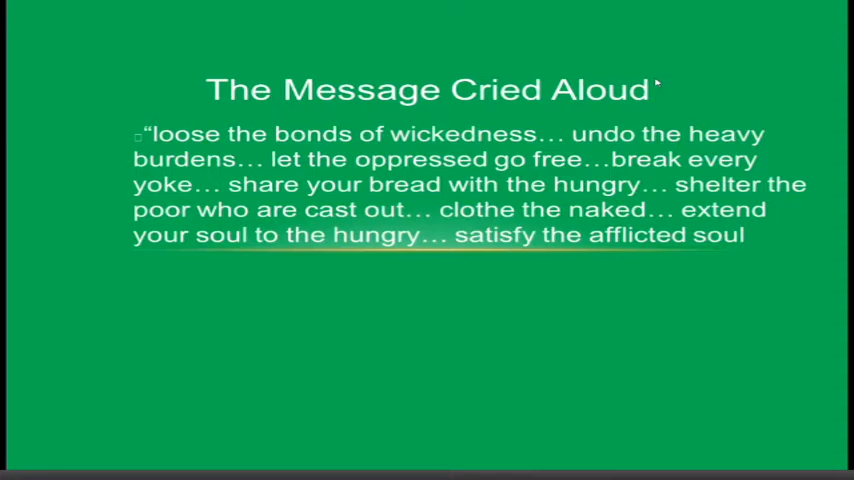 The Message Cried Aloud
“loose the bonds of wickedness… undo the heavy
burdens… let the oppressed go free…break every
yoke… share your bread with the hungry… shelter the
poor who are cast out… clothe the naked… extend
your soul to the hungry… satisfy the afflicted soul